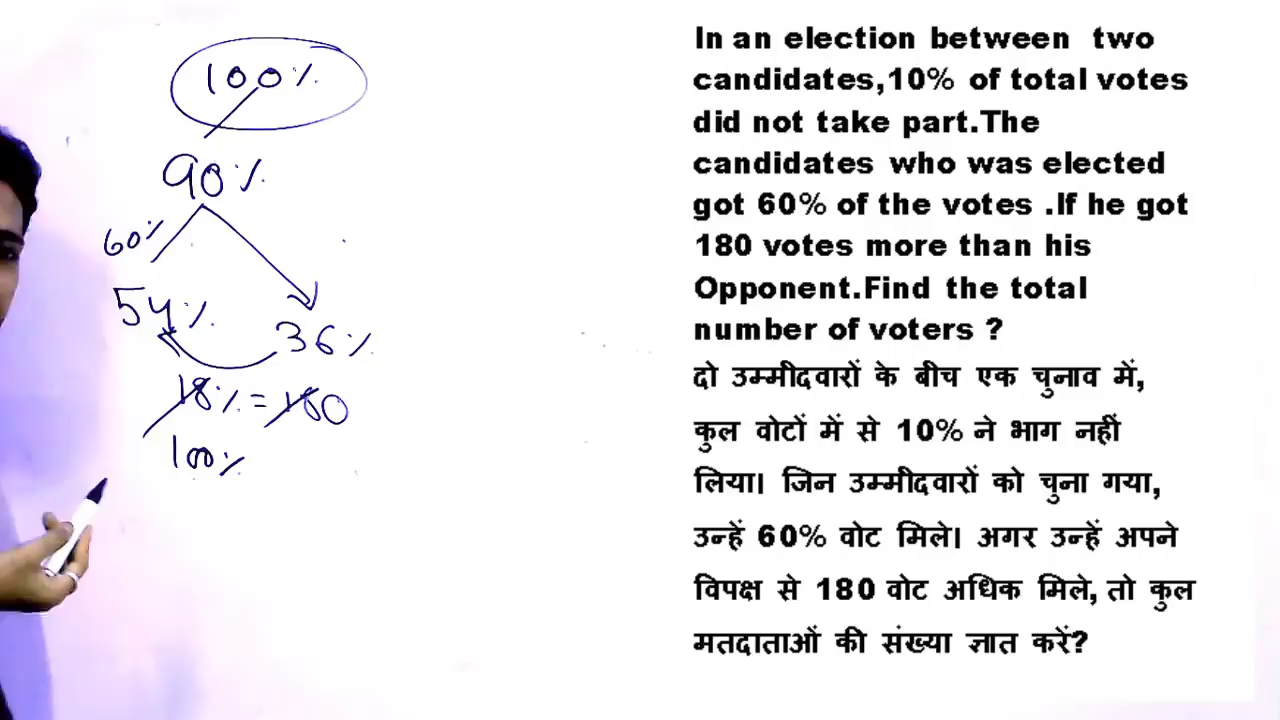 100%
90%
60%
54%
36%
18% = 180
100%
In an election between two
candidates,10% of total votes
did not take part.The
candidates who was elected
got 60% of the votes .If he got
180 votes more than his
Opponent.Find the total
number of voters ?
दो उम्मीदवारों के बीच एक चुनाव में,
कुल वोटों में से 10% ने भाग नहीं
लिया। जिन उम्मीदवारों को चुना गया,
उन्हें 60% वोट मिले। अगर उन्हें अपने
विपक्ष से 180 वोट अधिक मिले, तो कुल
मतदाताओं की संख्या ज्ञात करें?